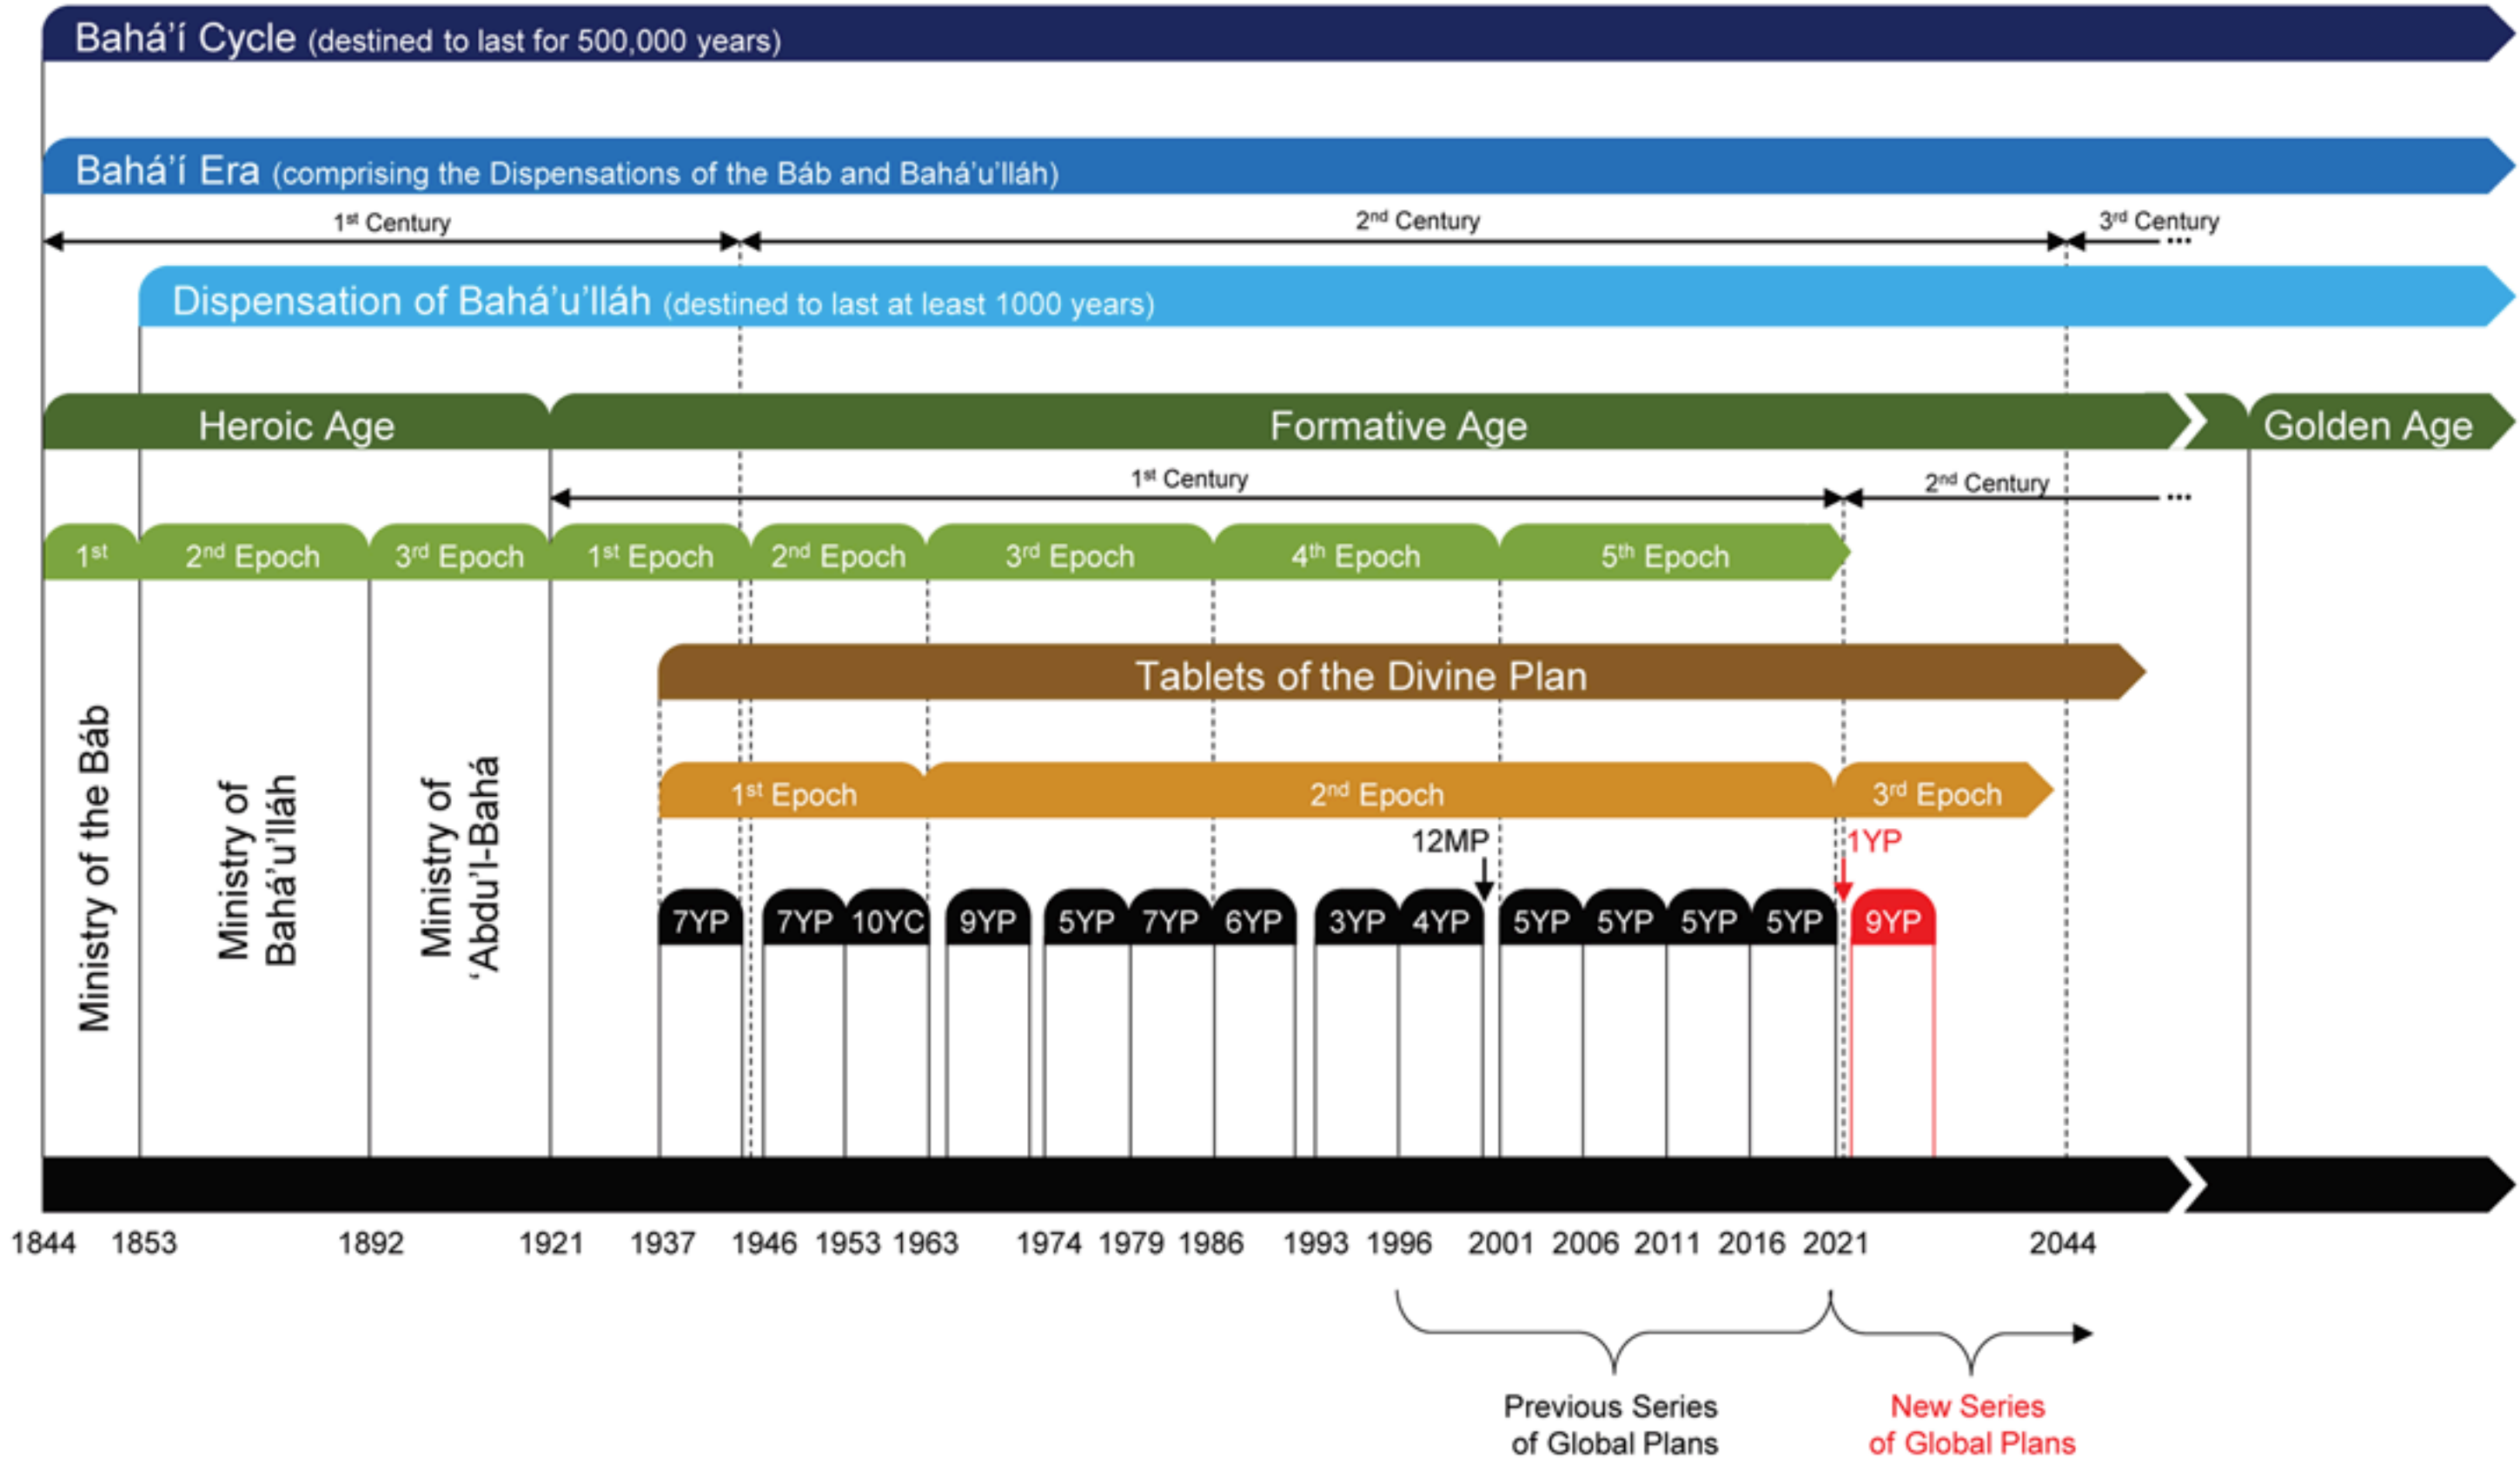 Bahá’í Cycle (destined to last for 500,000 years)
Bahá’í Era (comprising the Dispensations of the Báb and Bahá’u’lláh)
1st Century
2nd Century
3rd Century ...
Dispensation of Bahá’u’lláh (destined to last at least 1000 years)
Heroic Age
Formative Age
Golden Age
1st Century
2nd Century ...
1st
2nd Epoch
3rd Epoch
1st Epoch
2nd Epoch
3rd Epoch
4th Epoch
5th Epoch
Tablets of the Divine Plan
Ministry of the Báb
Ministry of
Bahá’u’lláh
Ministry of
‘Abdu’l-Bahá
1st Epoch
2nd Epoch
3rd Epoch
12MP
1YP
7YP
7YP
10YC
9YP
5YP
7YP
6YP
3YP
4YP
5YP
5YP
5YP
5YP
9YP
1844
1853
1892
1921
1937
1946
1953
1963
1974
1979
1986
1993
1996
2001
2006
2011
2016
2021
2044
Previous Series
of Global Plans
New Series
of Global Plans